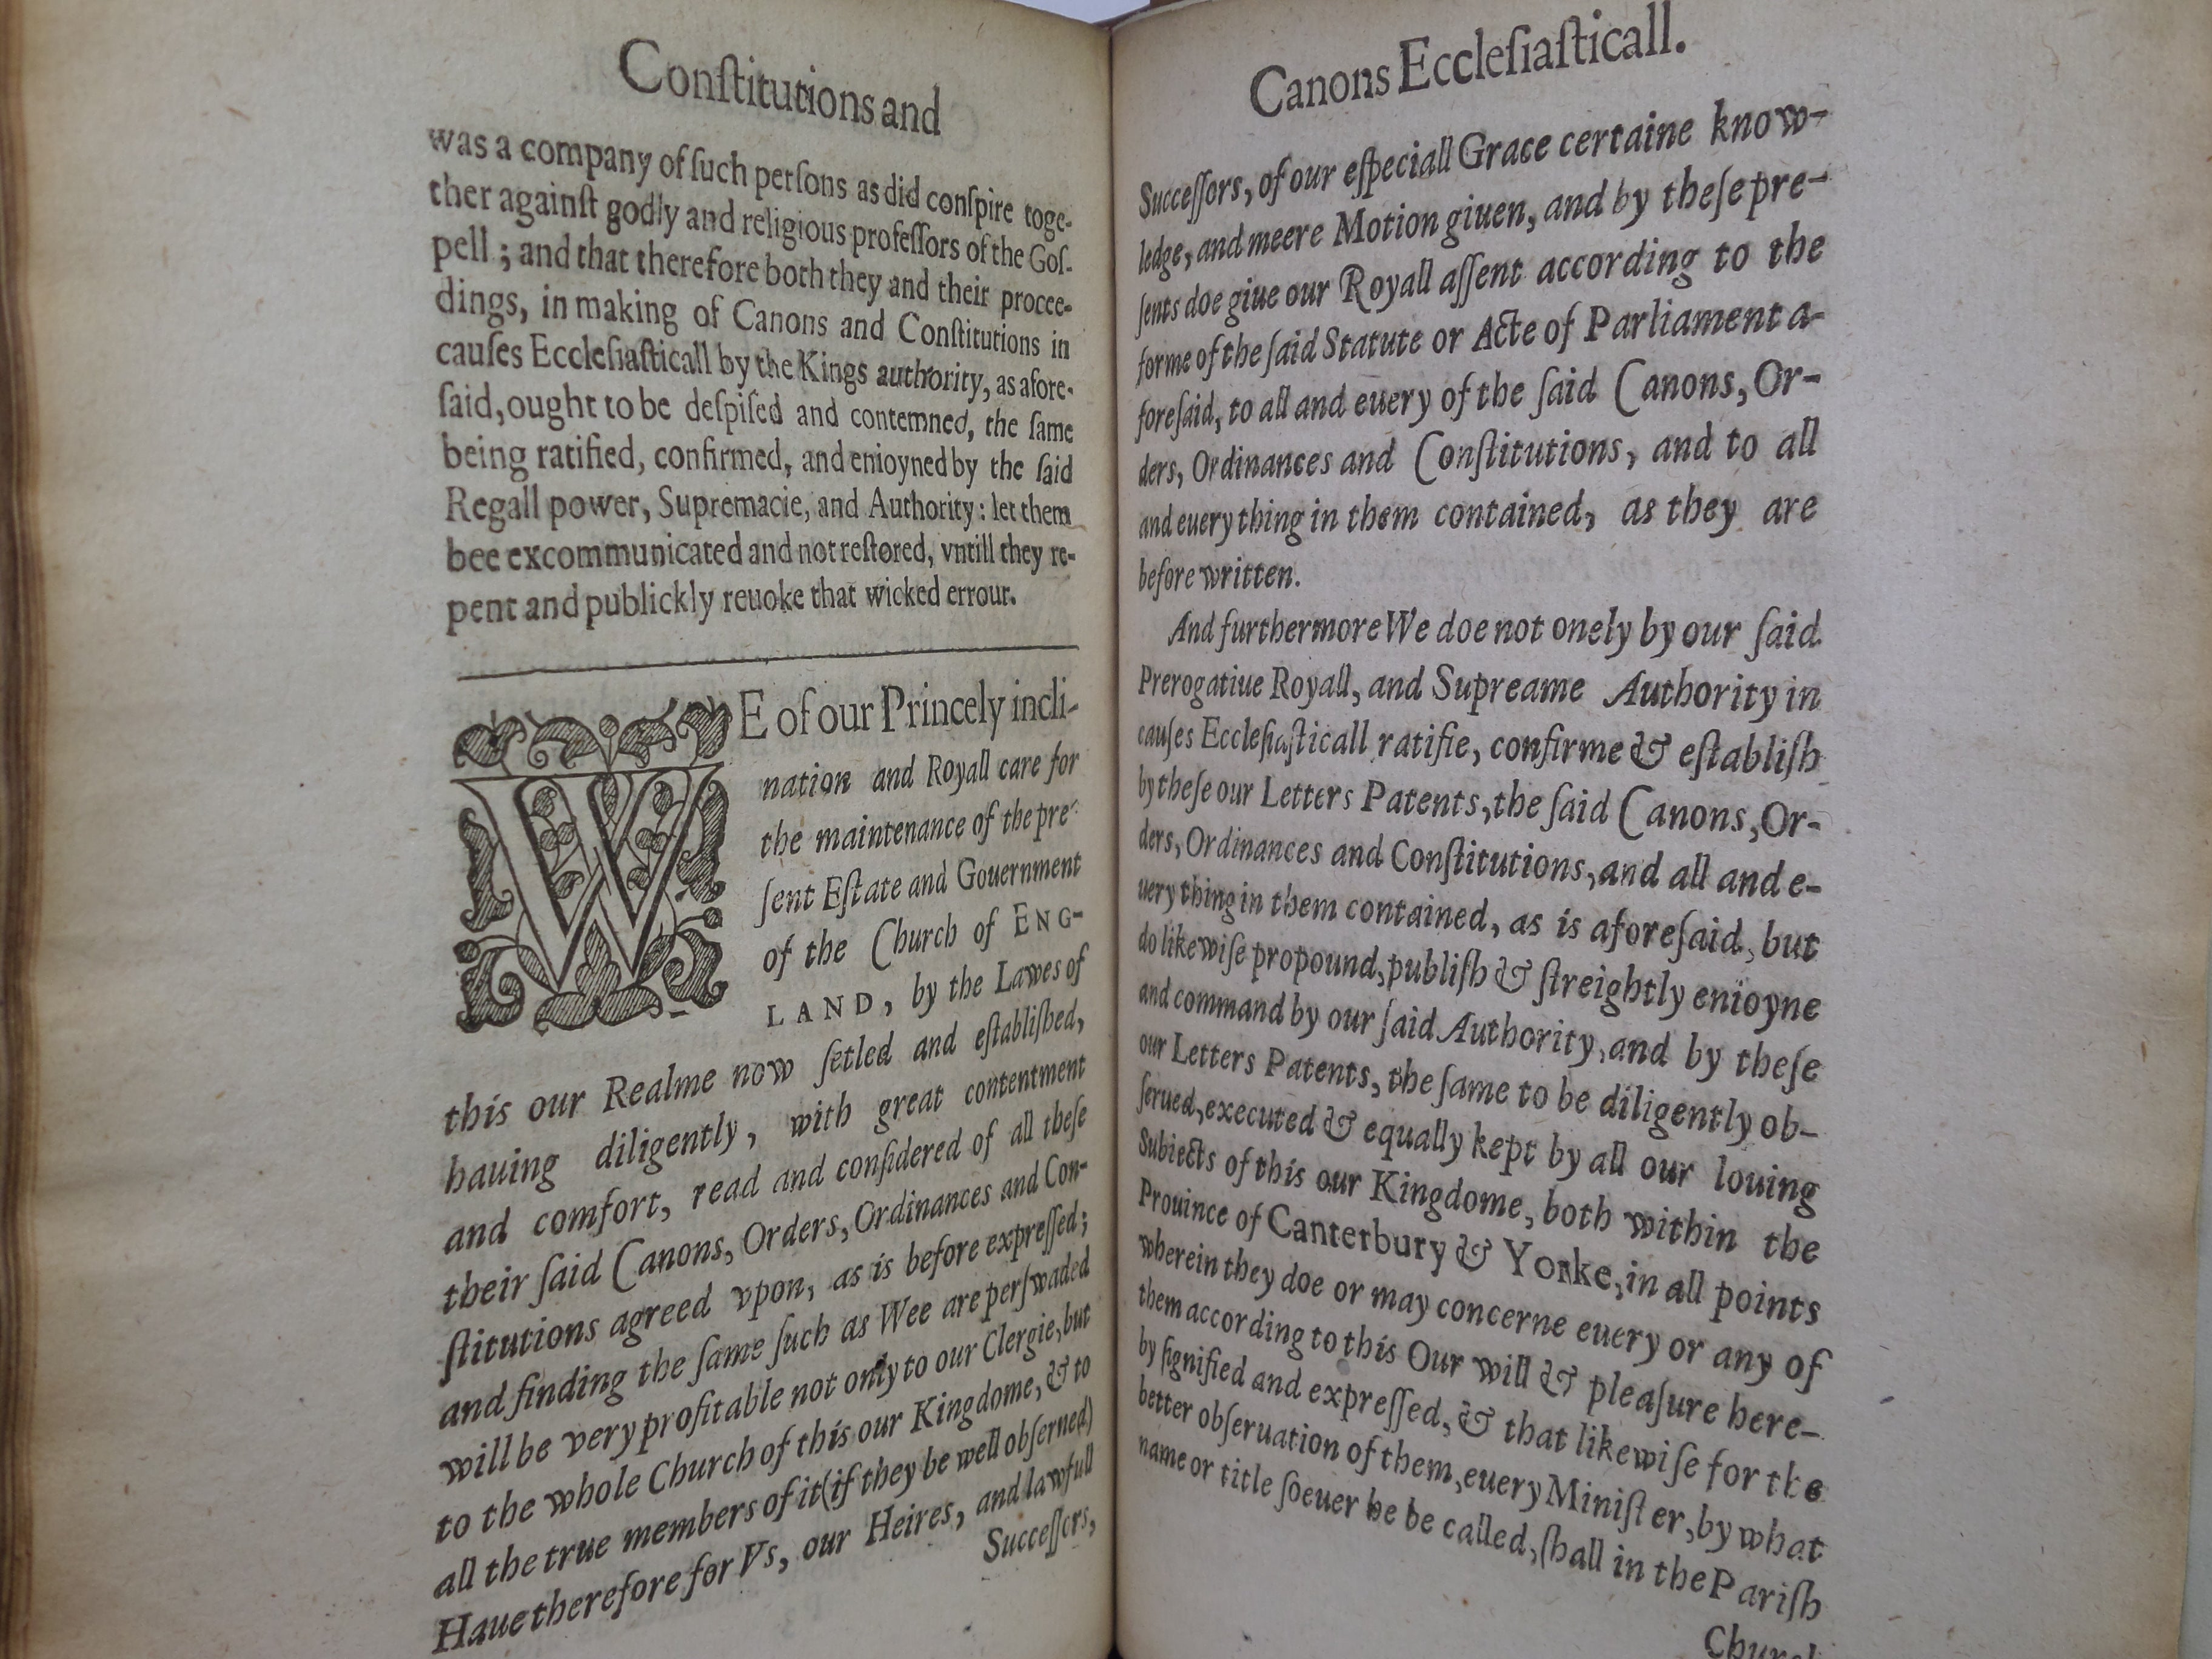 Conſtitutions and
was a company of ſuch perſons as did conſpire toge-
ther againſt godly and religious profeſſors of the Goſ-
pell; and that therefore both they and their procee-
dings, in making of Canons and Conſtitutions in
cauſes Eccleſiaſticall by the Kings authority, as afore-
ſaid, ought to be deſpiſed and contemned, the ſame
being ratified, confirmed, and enioyned by the ſaid
Regall power, Supremacie, and Authority: let them
bee excommunicated and not reſtored, vntill they re-
pent and publickly reuoke that wicked errour.
WE of our Princely incli-
nation and Royall care for
the maintenance of the pre-
ſent Eſtate and Gouernment
of the Church of ENG-
LAND, by the Lawes of
this our Realme now ſetled and eſtabliſhed,
hauing diligently, with great contentment
and comfort, read and conſidered of all theſe
their ſaid Canons, Orders, Ordinances and Con-
ſtitutions agreed vpon, as is before expreſſed;
and finding the ſame ſuch as Wee are perſwaded
will be very profitable not only to our Clergie, but
to the whole Church of this our Kingdome, & to
all the true members of it (if they be well obſerued)
Haue therefore for Vs, our Heires, and lawfull
Succeſſors,
Canons Eccleſiaſticall.
Succeſſors, of our eſpeciall Grace certaine know-
ledge, and meere Motion giuen, and by theſe pre-
ſents doe giue our Royall aſſent according to the
forme of the ſaid Statute or Acte of Parliament a-
foreſaid, to all and euery of the ſaid Canons, Or-
ders, Ordinances and Conſtitutions, and to all
and euery thing in them contained, as they are
before written.
And furthermore We doe not onely by our ſaid
Prerogatiue Royall, and Supreame Authority in
cauſes Eccleſiaſticall ratifie, confirme & eſtabliſh
by theſe our Letters Patents, the ſaid Canons, Or-
ders, Ordinances and Conſtitutions, and all and e-
uery thing in them contained, as is aforeſaid, but
do likewiſe propound, publiſh & ſtreightly enioyne
and command by our ſaid Authority, and by theſe
our Letters Patents, the ſame to be diligently ob-
ſerued, executed & equally kept by all our louing
Subiects of this our Kingdome, both within the
Prouince of Canterbury & Yorke, in all points
wherein they doe or may concerne euery or any of
them according to this Our will & pleaſure here-
by ſignified and expreſſed, & that likewiſe for the
better obſeruation of them, euery Miniſter, by what
name or title ſoeuer he be called, ſhall in the Pariſh
Church